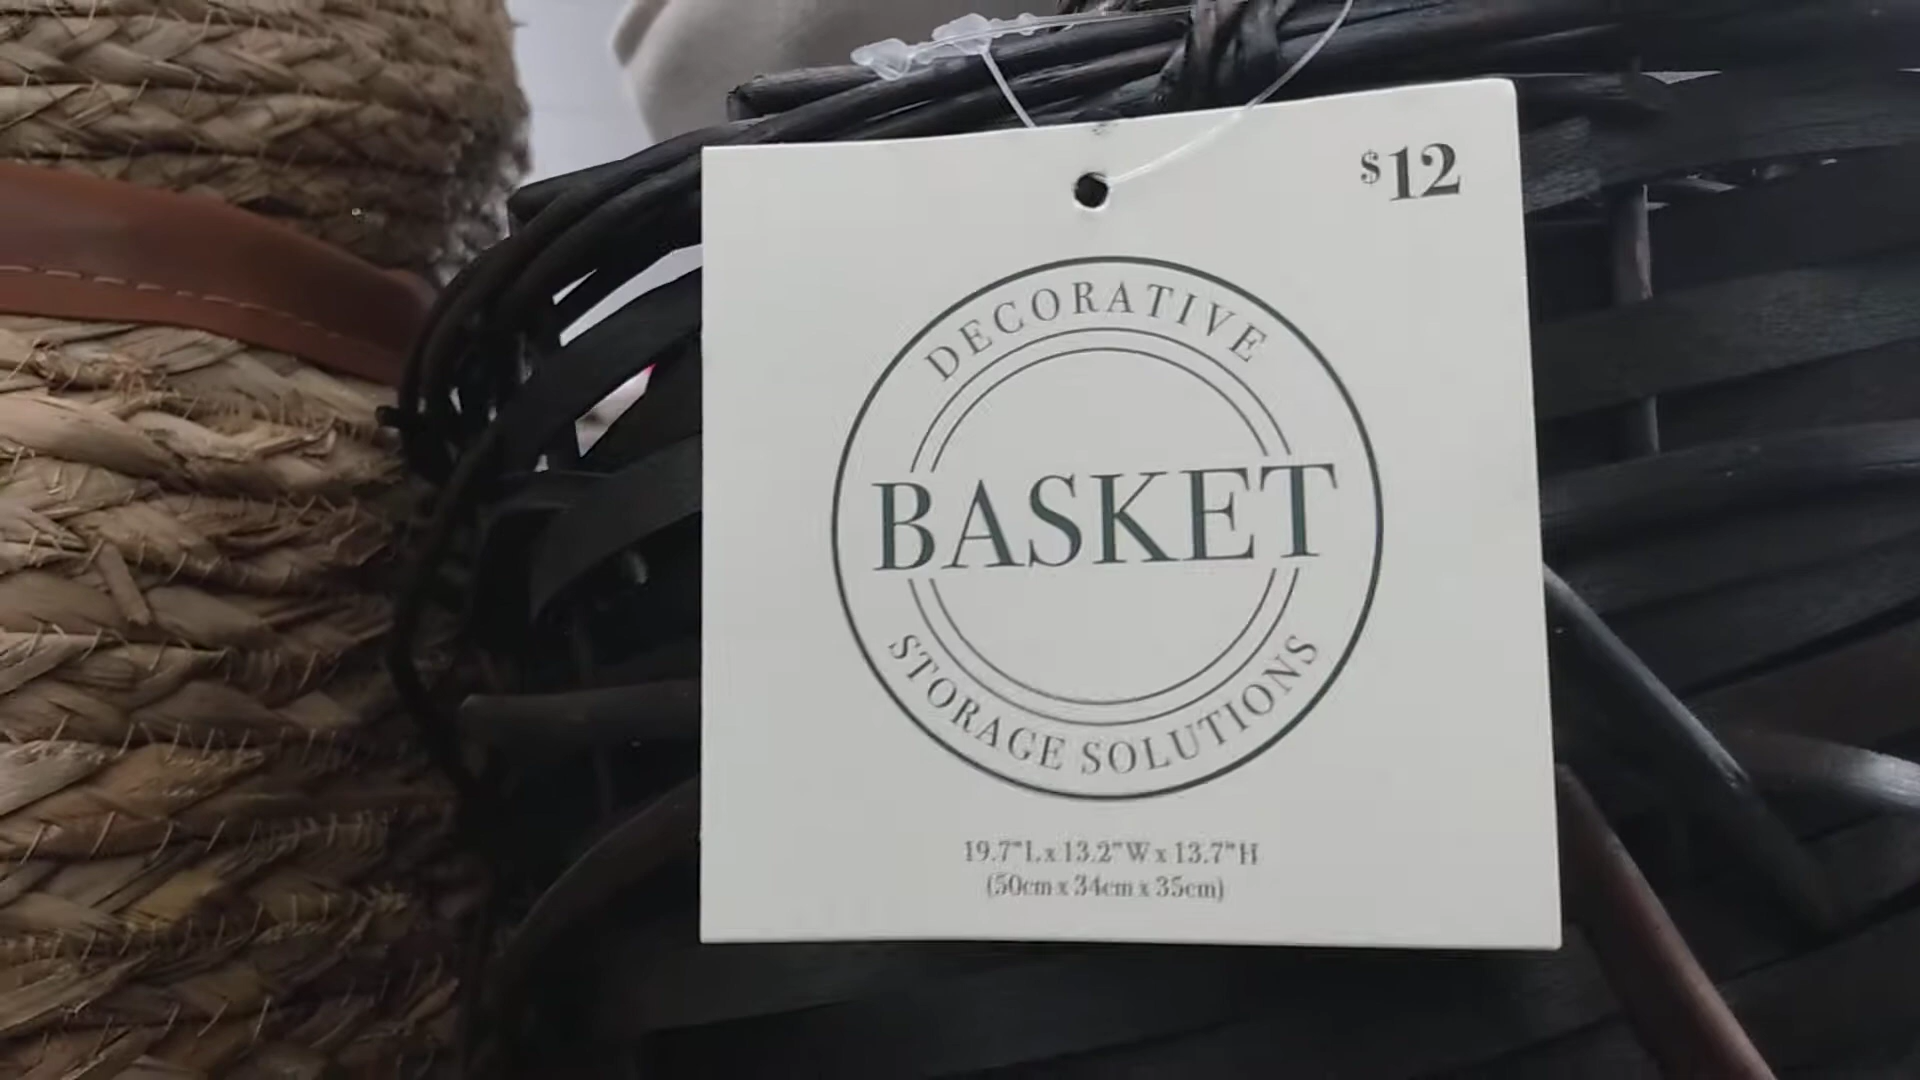 $12
DECORATIVE
BASKET
STORAGE SOLUTIONS
19.7"L x 13.2"W x 13.7"H
(50cm x 34cm x 35cm)